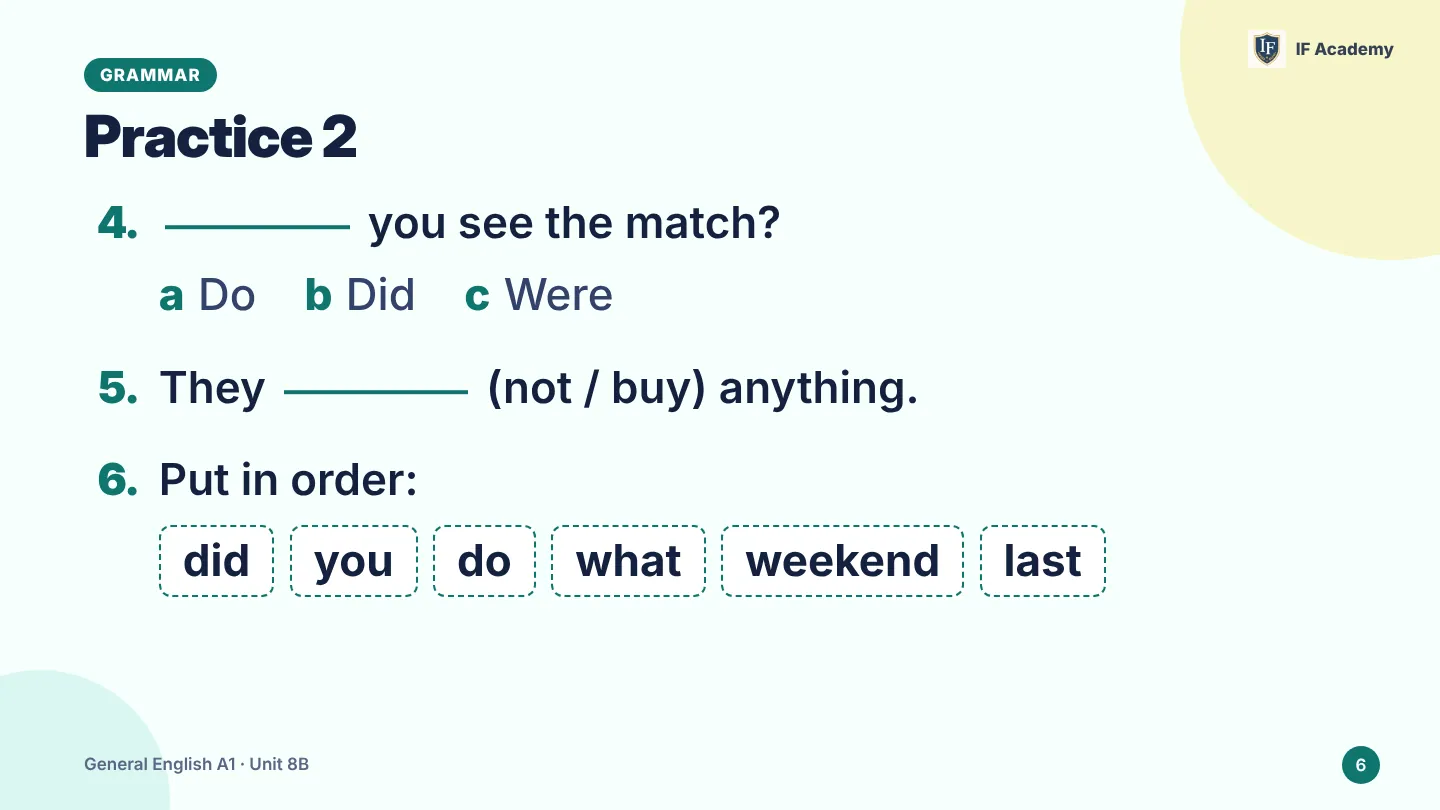 GRAMMAR
IF Academy
Practice 2
4. ________ you see the match?
a Do b Did c Were
5. They ________ (not / buy) anything.
6. Put in order:
did you do what weekend last
General English A1 · Unit 8B
6